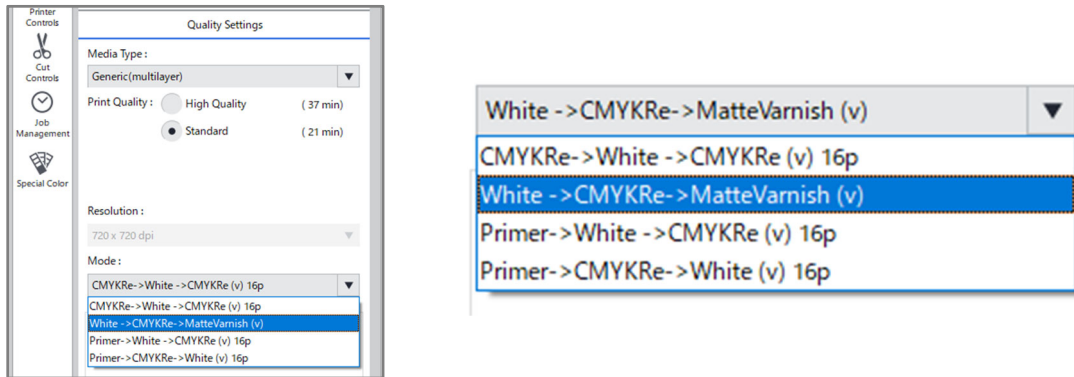 Printer
Controls
Cut
Controls
Job
Management
Special Color
Quality Settings
Media Type :
Generic(multilayer)
Print Quality : High Quality ( 37 min)
Standard ( 21 min)
Resolution :
720 x 720 dpi
Mode :
CMYKRe->White ->CMYKRe (v) 16p
CMYKRe->White ->CMYKRe (v) 16p
White ->CMYKRe->MatteVarnish (v)
Primer->White ->CMYKRe (v) 16p
Primer->CMYKRe->White (v) 16p
White ->CMYKRe->MatteVarnish (v)
CMYKRe->White ->CMYKRe (v) 16p
White ->CMYKRe->MatteVarnish (v)
Primer->White ->CMYKRe (v) 16p
Primer->CMYKRe->White (v) 16p